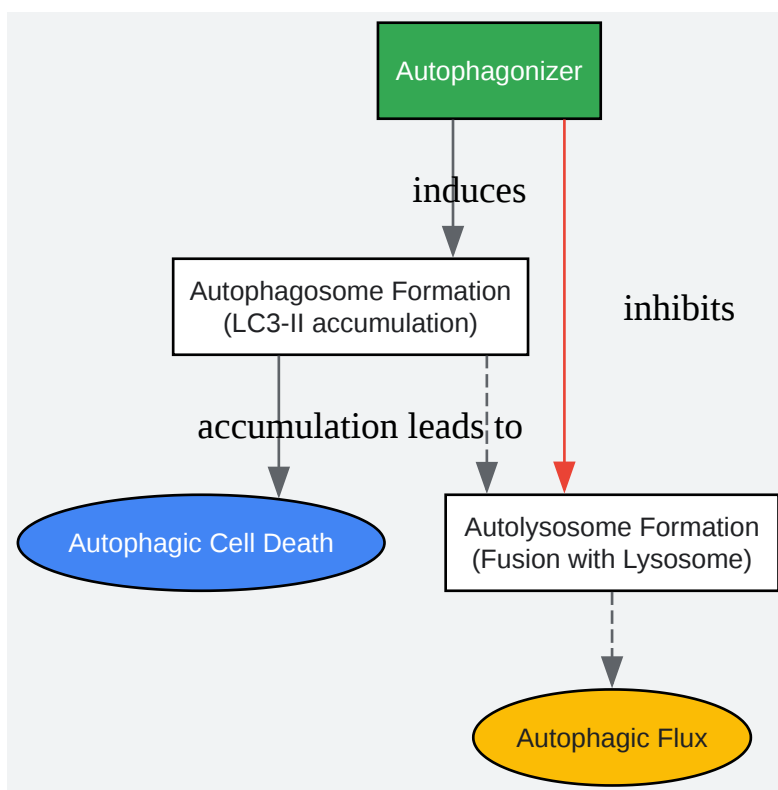 Autophagonizer
induces
Autophagosome Formation
(LC3-II accumulation)
inhibits
accumulation leads to
Autophagic Cell Death
Autolysosome Formation
(Fusion with Lysosome)
Autophagic Flux